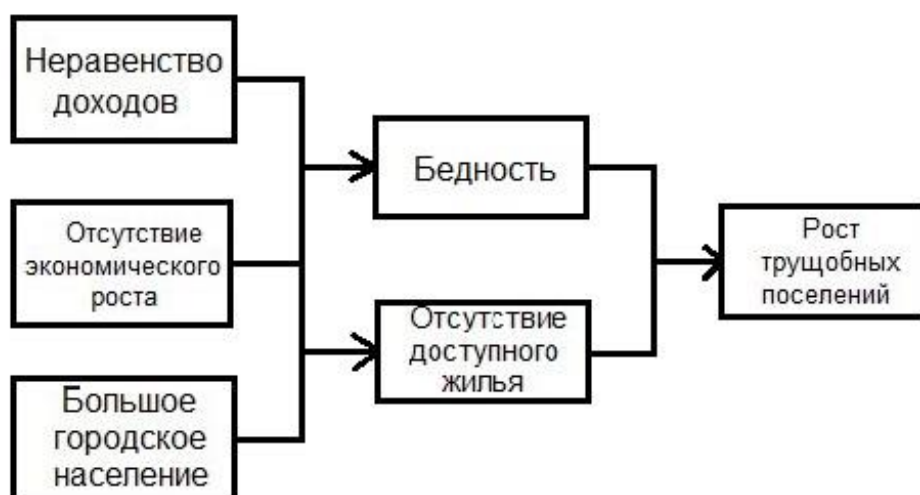 Неравенство
доходов
Отсутствие
экономического
роста
Большое
городское
население
Бедность
Отсутствие
доступного
жилья
Рост
трущобных
поселений